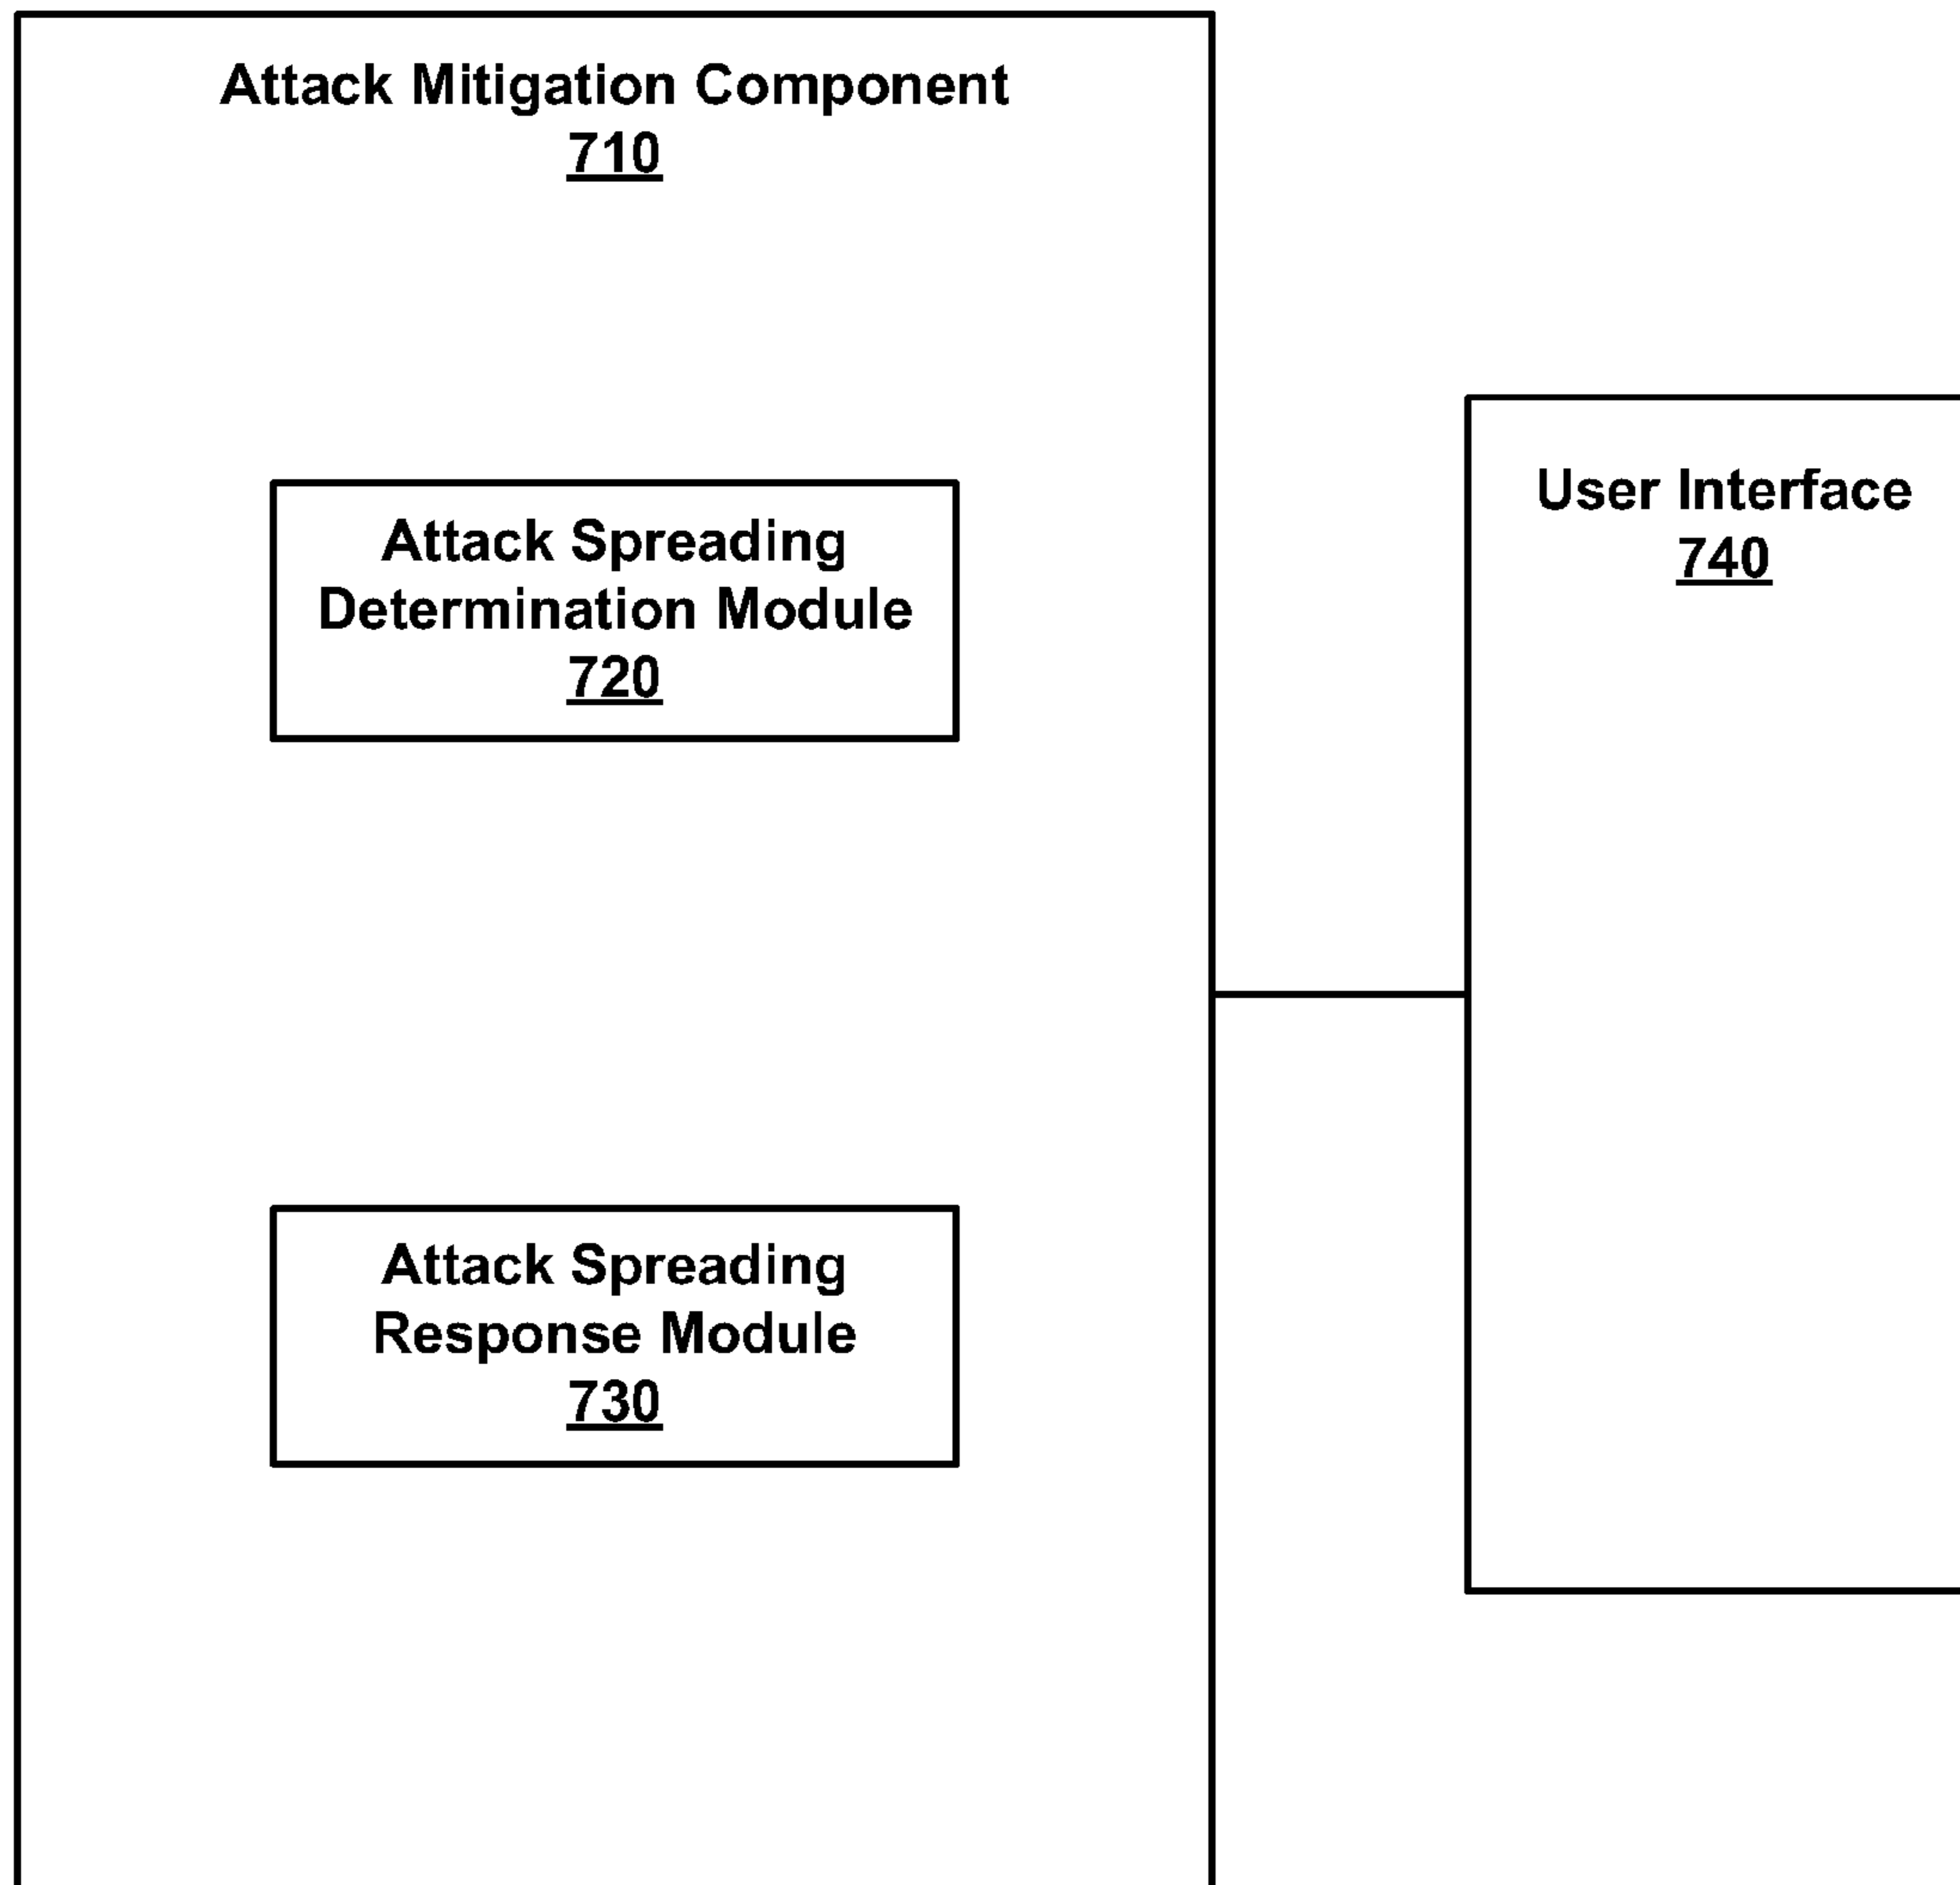 Attack Mitigation Component
710
Attack Spreading
Determination Module
720
Attack Spreading
Response Module
730
User Interface
740